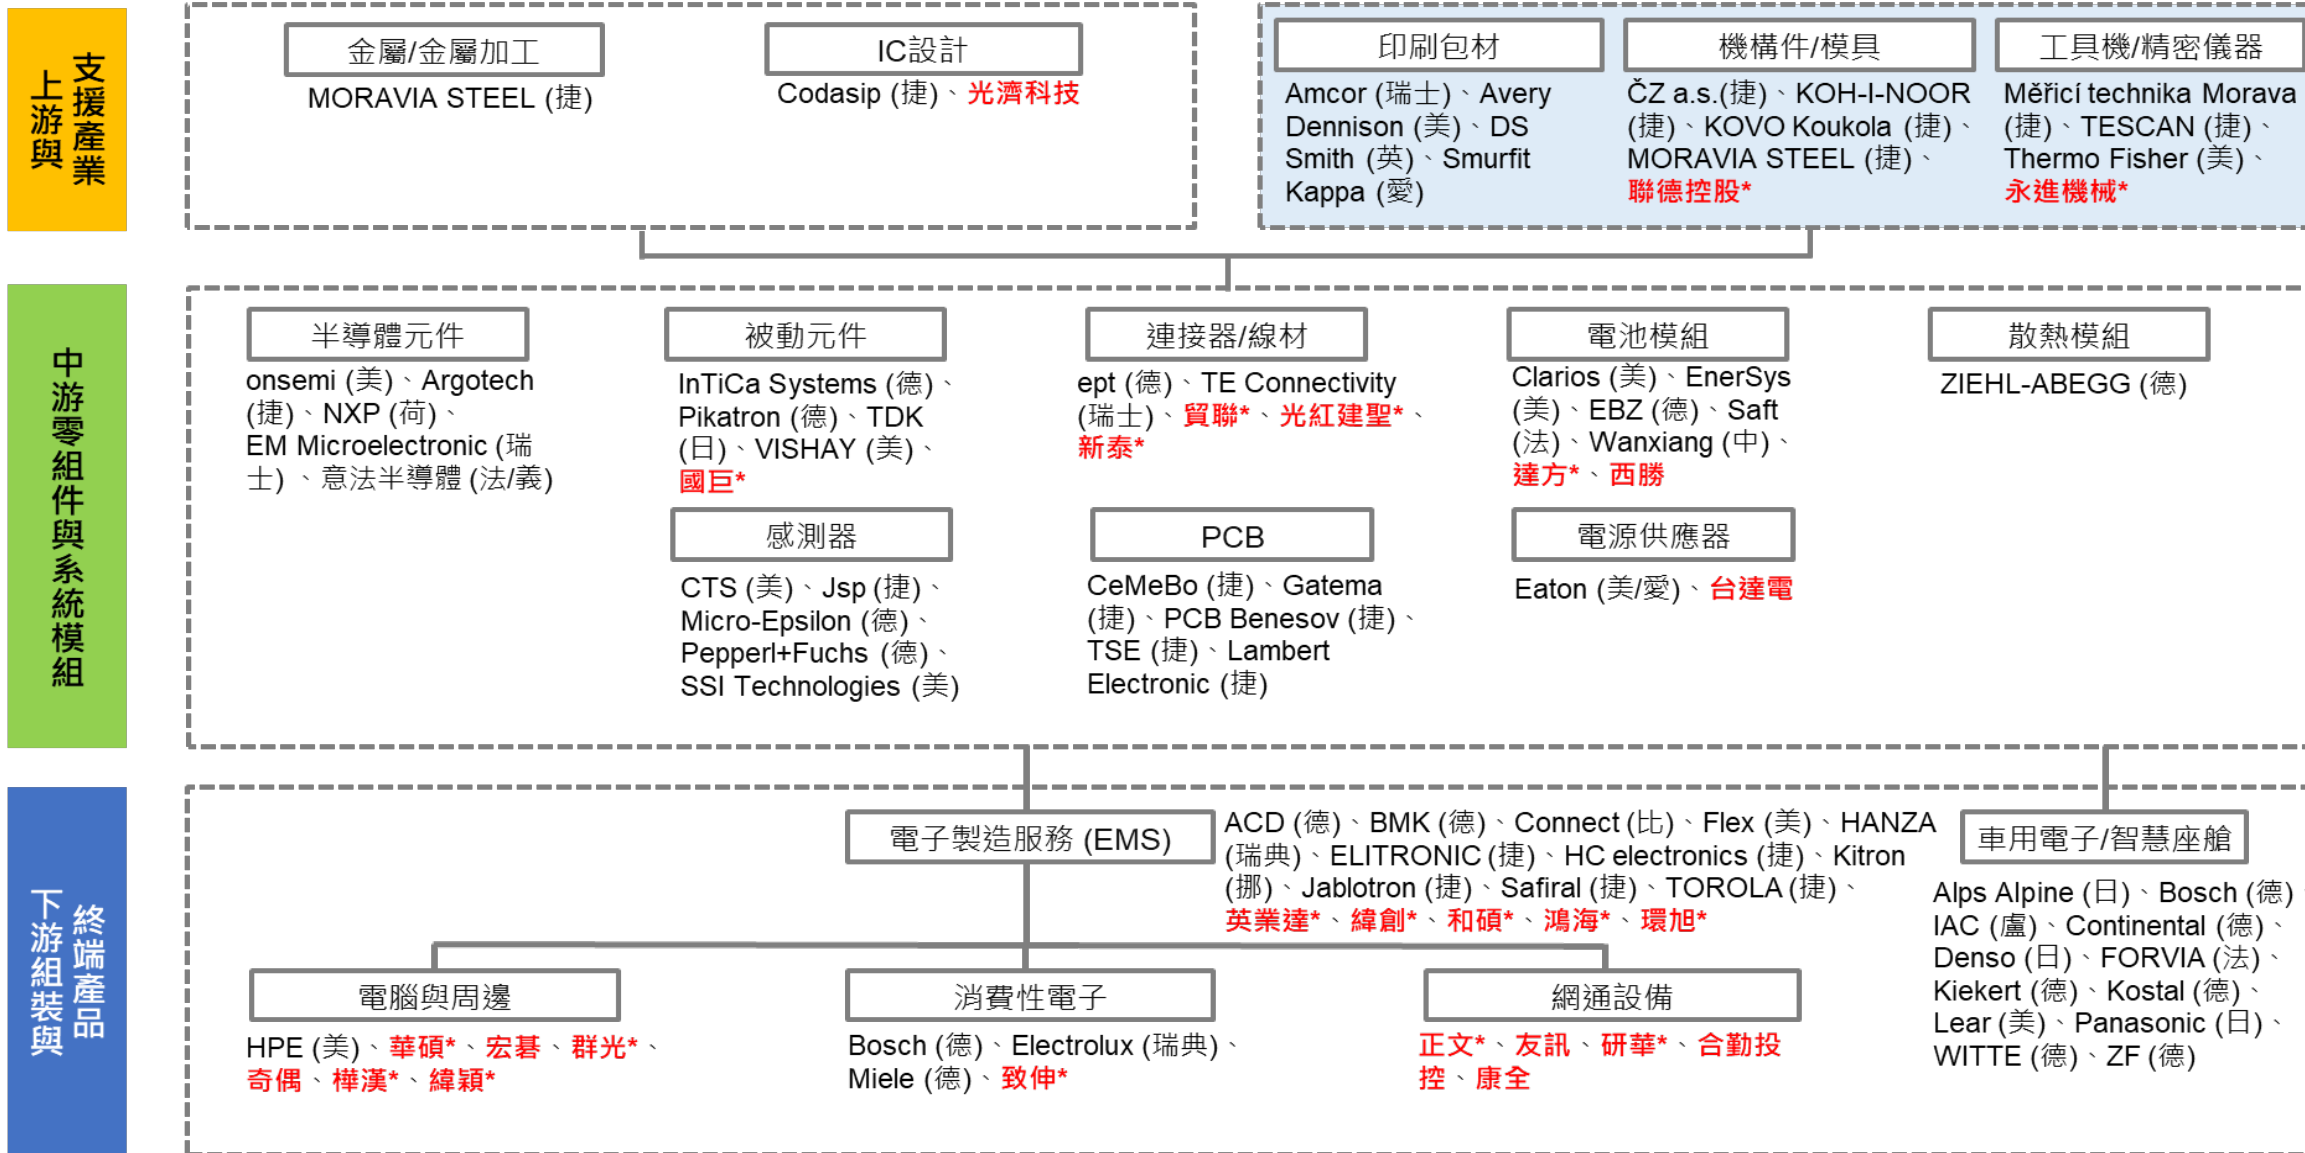 上游與
支援產業
金屬/金屬加工
MORAVIA STEEL (捷)
IC設計
Codasip (捷)、光濟科技
印刷包材
Amcor (瑞士)、Avery
Dennison (美)、DS
Smith (英)、Smurfit
Kappa (愛)
機構件/模具
ČZ a.s.(捷)、KOH-I-NOOR
(捷)、KOVO Koukola (捷)、
MORAVIA STEEL (捷)、
聯德控股*
工具機/精密儀器
Měřicí technika Morava
(捷)、TESCAN (捷)、
Thermo Fisher (美)、
永進機械*
中游零組件與系統模組
半導體元件
onsemi (美)、Argotech
(捷)、NXP (荷)、
EM Microelectronic (瑞
士) 、意法半導體 (法/義)
被動元件
InTiCa Systems (德)、
Pikatron (德)、TDK
(日)、VISHAY (美)、
國巨*
連接器/線材
ept (德)、TE Connectivity
(瑞士)、貿聯*、光紅建聖*、
新泰*
電池模組
Clarios (美)、EnerSys
(美)、EBZ (德)、Saft
(法)、Wanxiang (中)、
達方*、西勝
散熱模組
ZIEHL-ABEGG (德)
感測器
CTS (美)、Jsp (捷)、
Micro-Epsilon (德)、
Pepperl+Fuchs (德)、
SSI Technologies (美)
PCB
CeMeBo (捷)、Gatema
(捷)、PCB Benesov (捷)、
TSE (捷)、Lambert
Electronic (捷)
電源供應器
Eaton (美/愛)、台達電
下游組裝與
終端產品
電子製造服務 (EMS)
ACD (德)、BMK (德)、Connect (比)、Flex (美)、HANZA
(瑞典)、ELITRONIC (捷)、HC electronics (捷)、Kitron
(挪)、Jablotron (捷)、Safiral (捷)、TOROLA (捷)、
英業達*、緯創*、和碩*、鴻海*、環旭*
電腦與周邊
HPE (美)、華碩*、宏碁、群光*、
奇偶、樺漢*、緯穎*
消費性電子
Bosch (德)、Electrolux (瑞典)、
Miele (德)、致伸*
網通設備
正文*、友訊、研華*、合勤投
控、康全
車用電子/智慧座艙
Alps Alpine (日)、Bosch (德)
IAC (盧)、Continental (德)、
Denso (日)、FORVIA (法)、
Kiekert (德)、Kostal (德)、
Lear (美)、Panasonic (日)、
WITTE (德)、ZF (德)